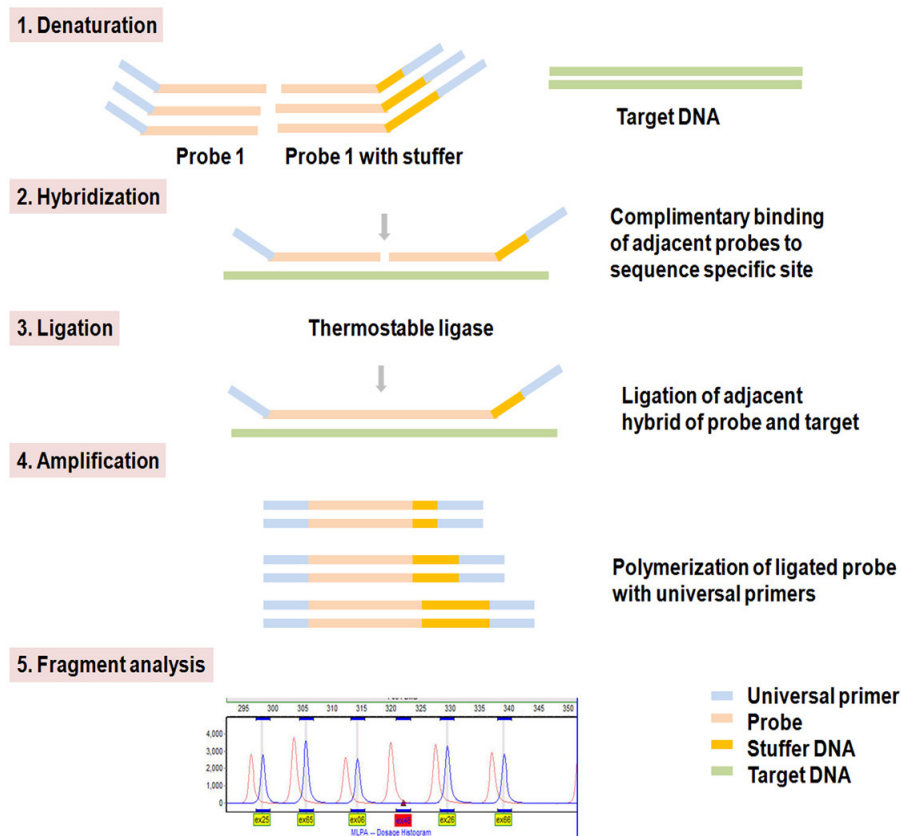 1. Denaturation
Probe 1
Probe 1 with stuffer
Target DNA
2. Hybridization
Complimentary binding
of adjacent probes to
sequence specific site
3. Ligation
Thermostable ligase
Ligation of adjacent
hybrid of probe and target
4. Amplification
Polymerization of ligated probe
with universal primers
5. Fragment analysis
295 300 305 310 315 320 325 330 335 340 345 350
4,000
3,000
2,000
1,000
0
ex25 ex65 ex06 ex26 ex66
MLPA -- Dosage Histogram
Universal primer
Probe
Stuffer DNA
Target DNA